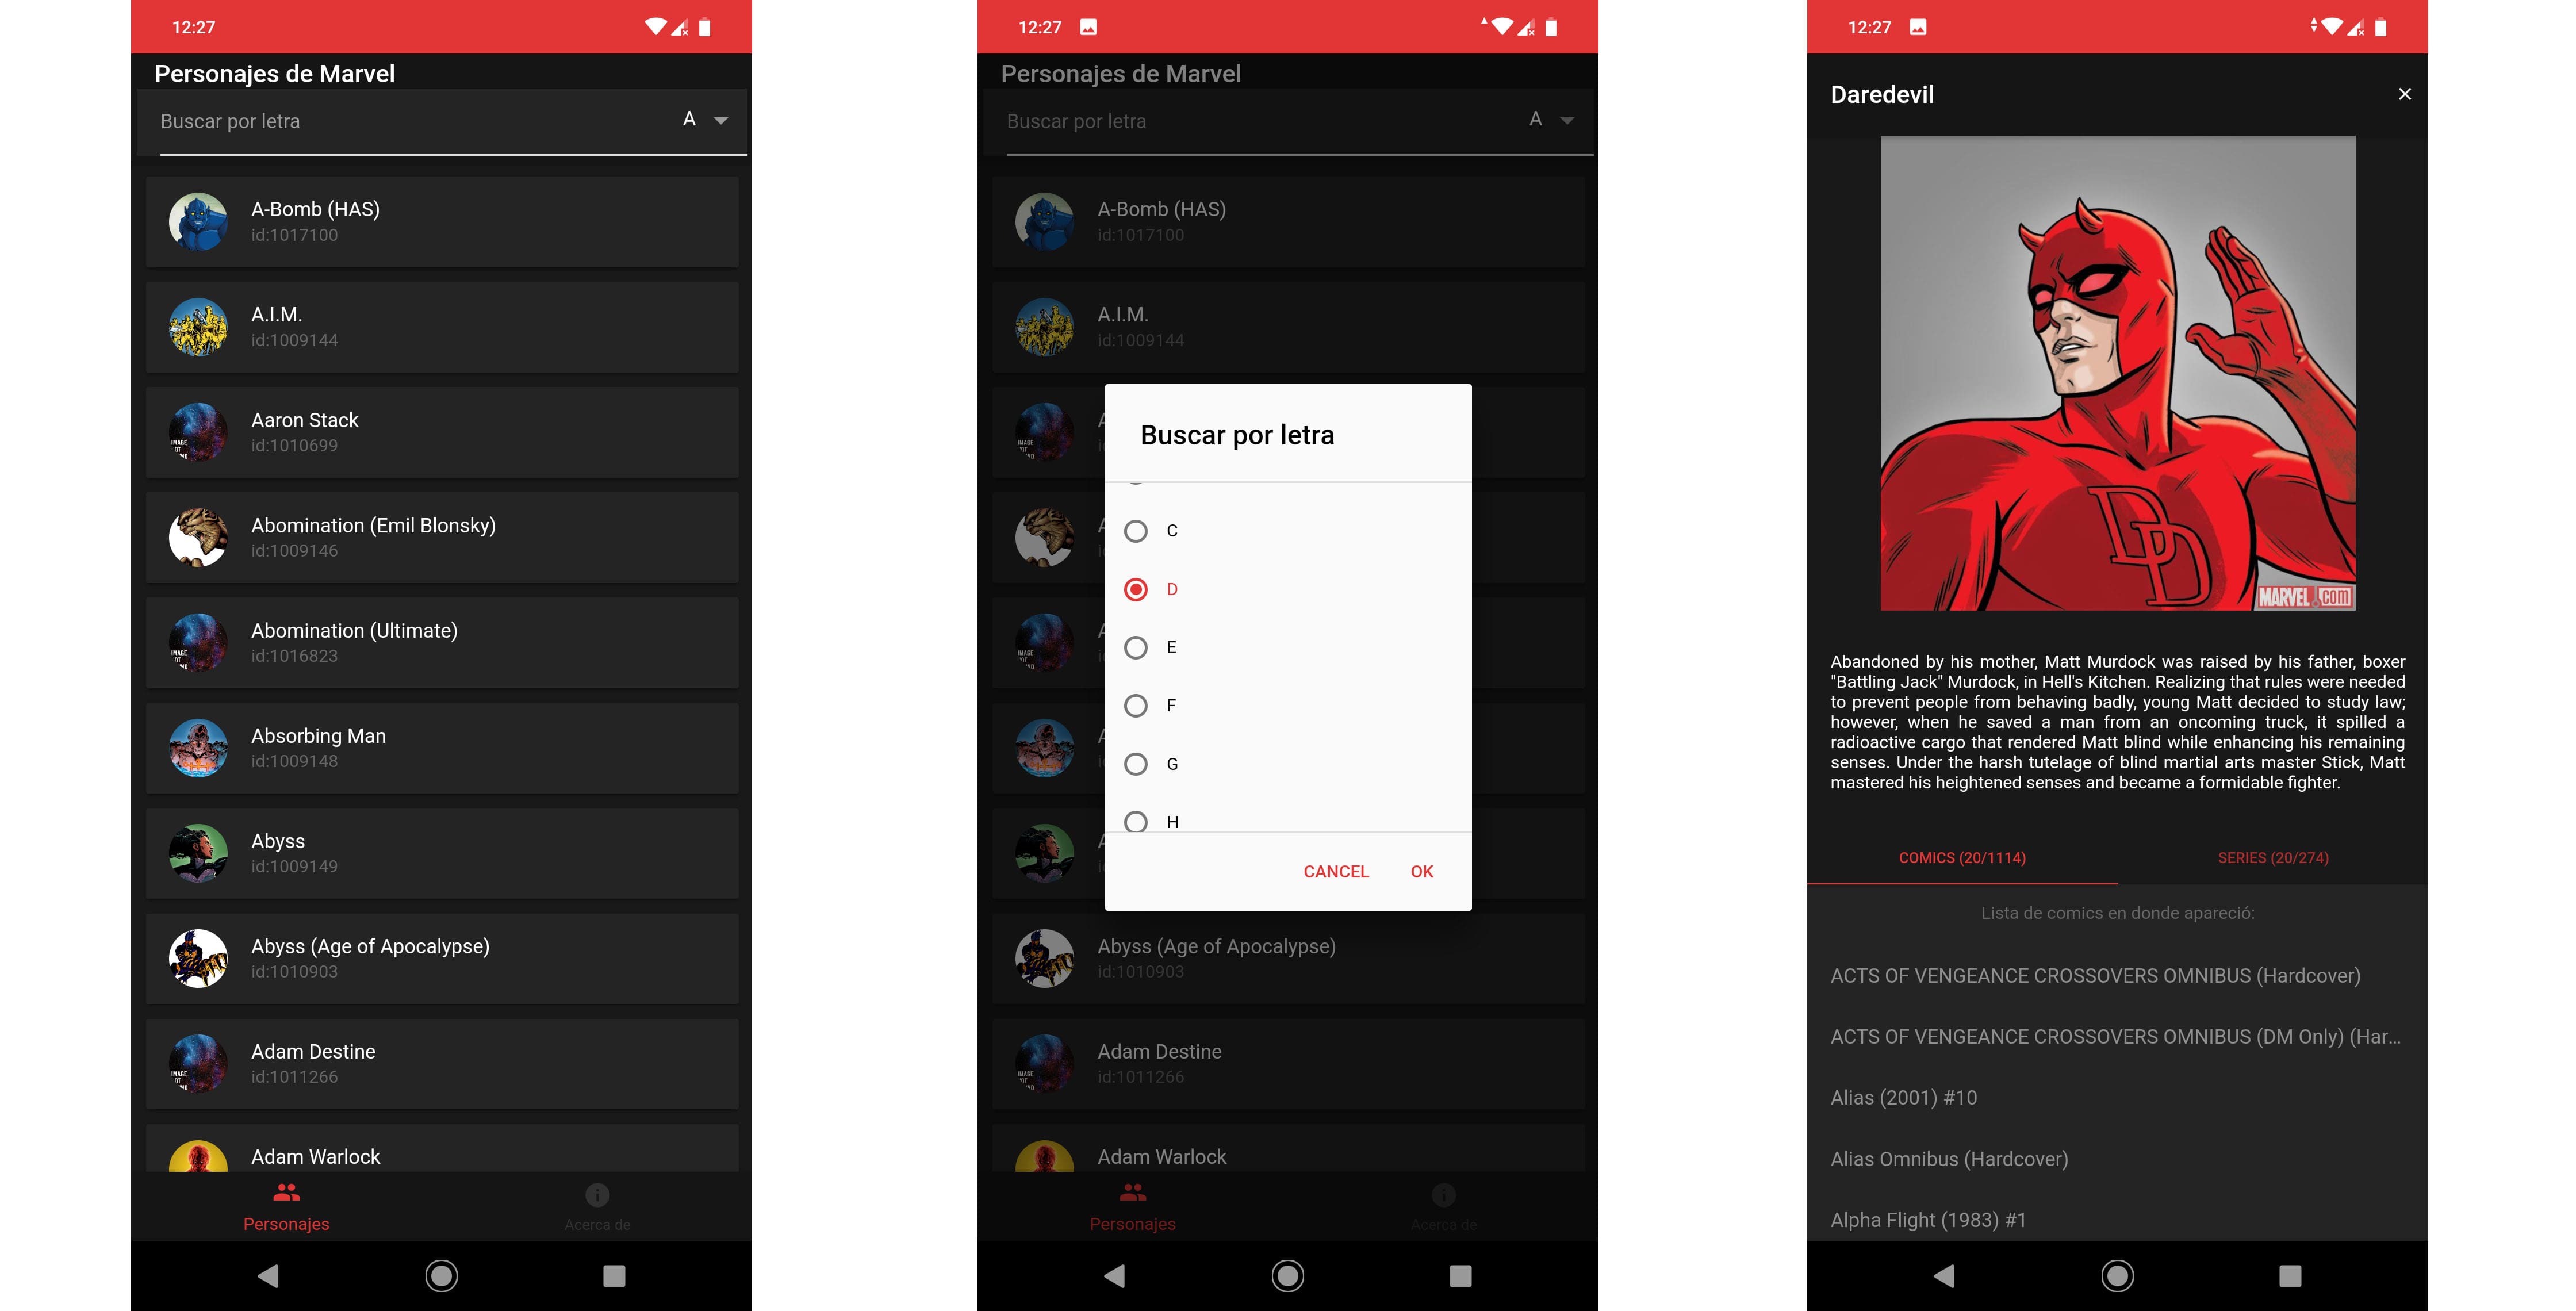 12:27
Personajes de Marvel
Buscar por letra A
A-Bomb (HAS)
id:1017100
A.I.M.
id:1009144
Aaron Stack
id:1010699
Abomination (Emil Blonsky)
id:1009146
Abomination (Ultimate)
id:1016823
Absorbing Man
id:1009148
Abyss
id:1009149
Abyss (Age of Apocalypse)
id:1010903
Adam Destine
id:1011266
Adam Warlock
Personajes
Acerca de
12:27
Personajes de Marvel
Buscar por letra A
A-Bomb (HAS)
id:1017100
A.I.M.
id:1009144
Buscar por letra
C
D
E
F
G
H
CANCEL OK
Abyss (Age of Apocalypse)
id:1010903
Adam Destine
id:1011266
Adam Warlock
Personajes
Acerca de
12:27
Daredevil
DD
MARVEL.com
Abandoned by his mother, Matt Murdock was raised by his father, boxer
"Battling Jack" Murdock, in Hell's Kitchen. Realizing that rules were needed
to prevent people from behaving badly, young Matt decided to study law;
however, when he saved a man from an oncoming truck, it spilled a
radioactive cargo that rendered Matt blind while enhancing his remaining
senses. Under the harsh tutelage of blind martial arts master Stick, Matt
mastered his heightened senses and became a formidable fighter.
COMICS (20/1114)
SERIES (20/274)
Lista de comics en donde apareció:
ACTS OF VENGEANCE CROSSOVERS OMNIBUS (Hardcover)
ACTS OF VENGEANCE CROSSOVERS OMNIBUS (DM Only) (Har...
Alias (2001) #10
Alias Omnibus (Hardcover)
Alpha Flight (1983) #1